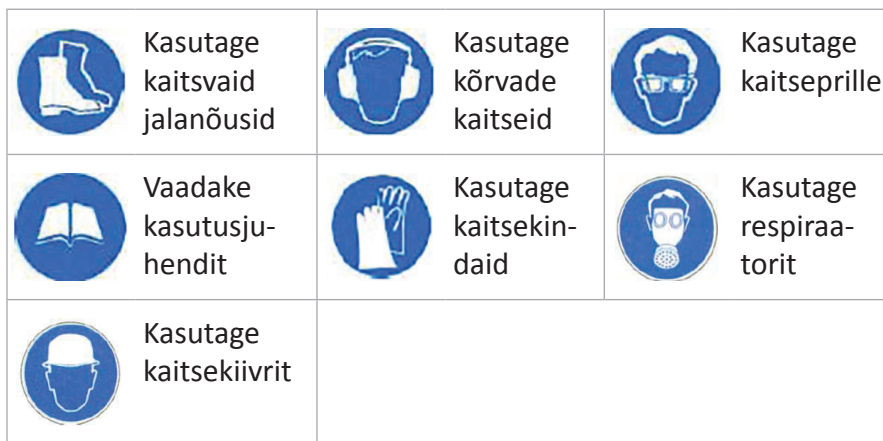 Kasutage
kaitsvaid
jalanõusid
Kasutage
kõrvade
kaitseid
Kasutage
kaitseprille
Vaadake
kasutusju-
hendit
Kasutage
kaitsekin-
daid
Kasutage
respiraa-
torit
Kasutage
kaitsekiivrit